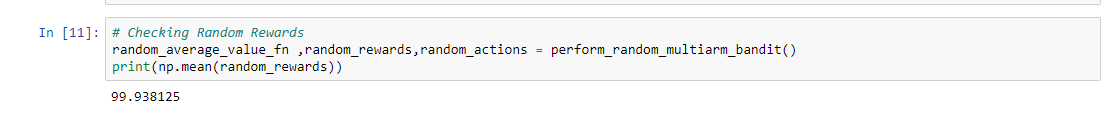 In [11]: # Checking Random Rewards
random_average_value_fn ,random_rewards,random_actions = perform_random_multiarm_bandit()
print(np.mean(random_rewards))
99.938125